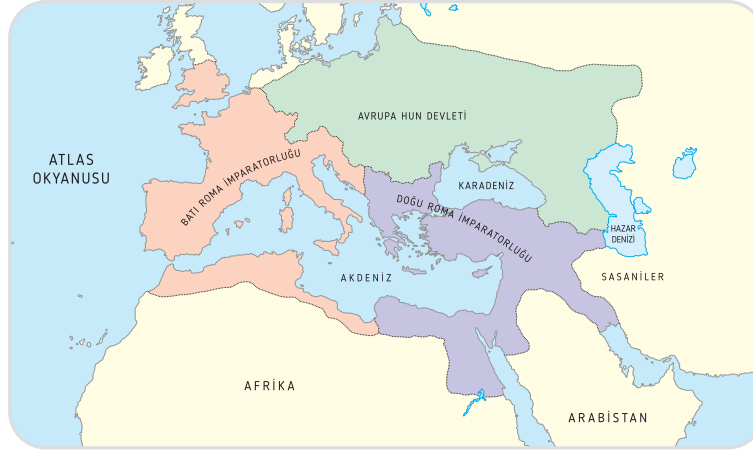 AVRUPA HUN DEVLETİ
ATLAS
OKYANUSU
BATI ROMA İMPARATORLUĞU
KARADENİZ
DOĞU ROMA İMPARATORLUĞU
HAZAR
DENİZİ
AKDENİZ
SASANİLER
AFRİKA
ARABİSTAN